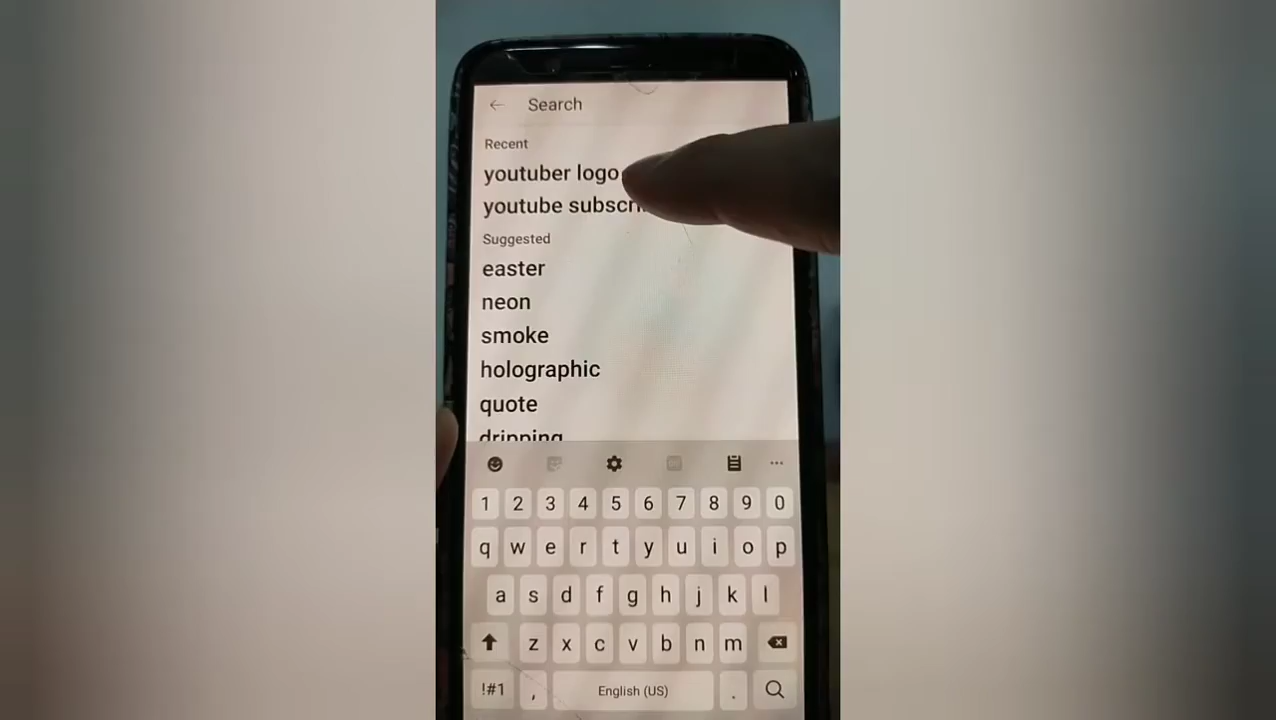 Search
Recent
youtuber logo
youtube
Suggested
easter
neon
smoke
holographic
quote
dripping
1 2 3 4 5 6 7 8 9 0
q w e r t y u i o p
a s d f g h j k l
z x c v b n m
!#1 , English (US) .